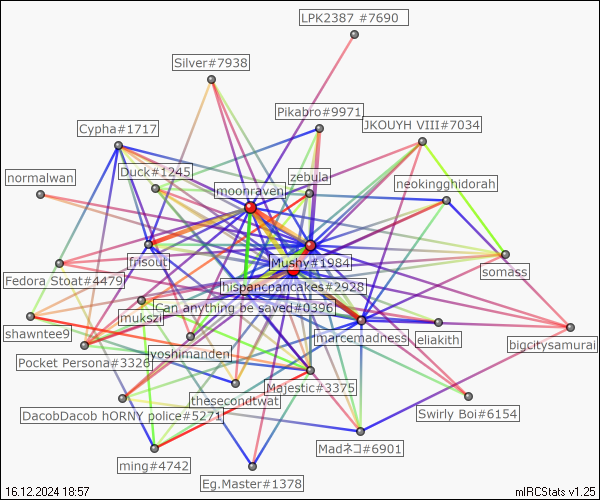 LPK2387 #7690
Silver#7938
Pikabro#9971
JKOUYH VIII#7034
Cypha#1717
Duck#1245
zebula
normalwan
moonraven
neokingghidorah
frisout
Mushy#1984
somass
Fedora Stoat#4479
hispancpancakes#2928
Can anything be saved#0396
mukszii
shawntee9
marcemadness
eliakith
bigcitysamurai
yoshimanden
Pocket Persona#3326
Majestic#3375
thesecondtwat
DacobDacob hORNY police#5271
Swirly Boi#6154
Madネコ#6901
ming#4742
Eg.Master#1378
16.12.2024 18:57
mIRCStats v1.25